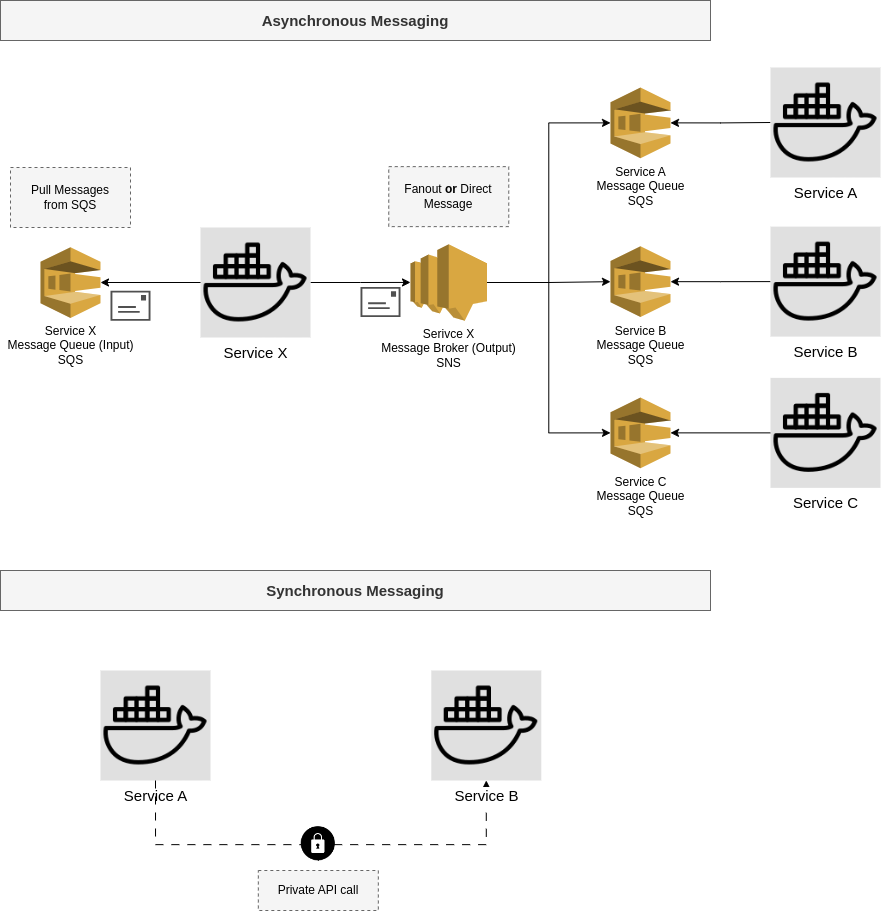 Asynchronous Messaging
Pull Messages
from SQS
Service X
Message Queue (Input)
SQS
Service X
Fanout or Direct
Message
Serivce X
Message Broker (Output)
SNS
Service A
Message Queue
SQS
Service A
Service B
Message Queue
SQS
Service B
Service C
Message Queue
SQS
Service C
Synchronous Messaging
Service A
Service B
Private API call